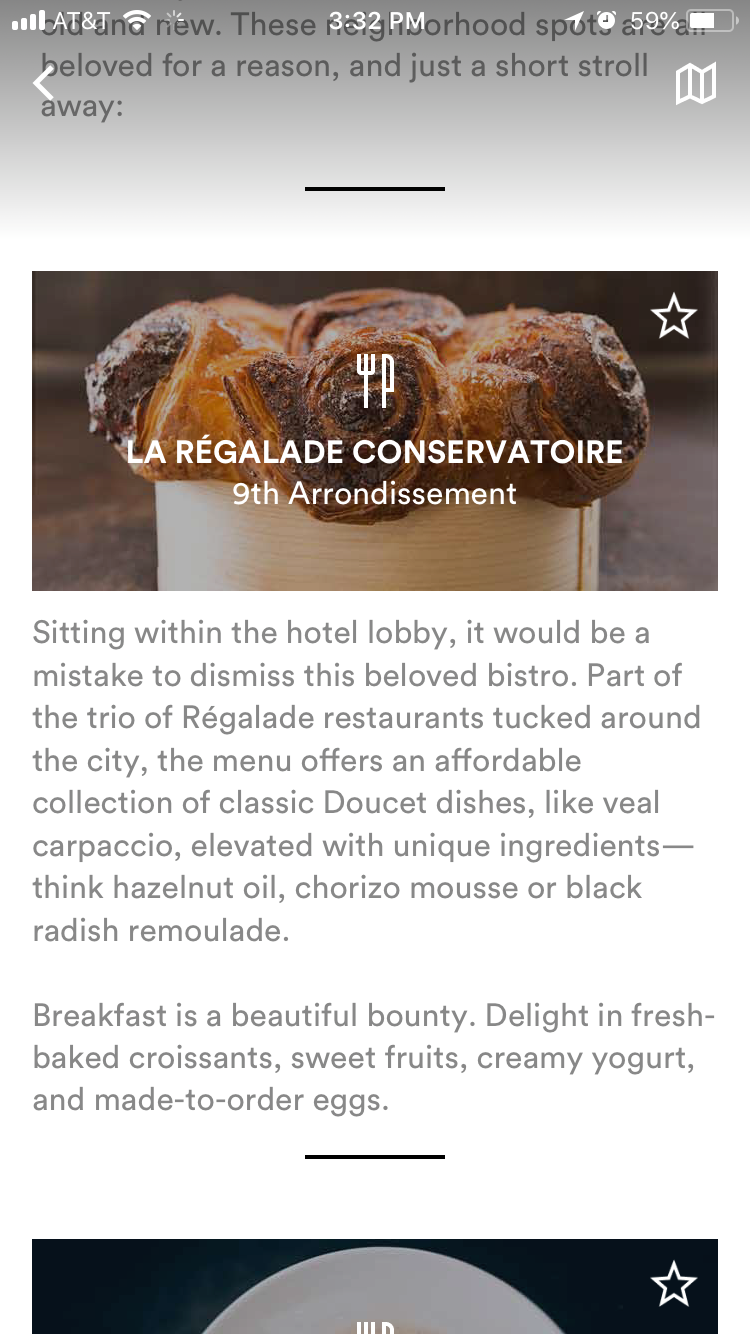 AT&T 3:32 PM 59%
old and new. These neighborhood spots are all
beloved for a reason, and just a short stroll
away:
LA RÉGALADE CONSERVATOIRE
9th Arrondissement
Sitting within the hotel lobby, it would be a
mistake to dismiss this beloved bistro. Part of
the trio of Régalade restaurants tucked around
the city, the menu offers an affordable
collection of classic Doucet dishes, like veal
carpaccio, elevated with unique ingredients—
think hazelnut oil, chorizo mousse or black
radish remoulade.
Breakfast is a beautiful bounty. Delight in fresh-
baked croissants, sweet fruits, creamy yogurt,
and made-to-order eggs.